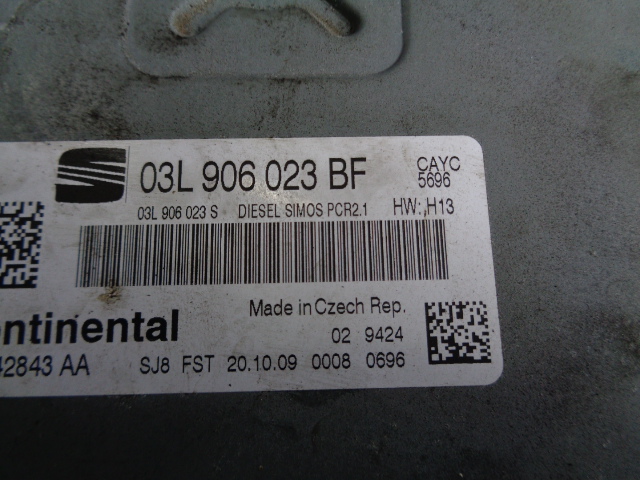 03L 906 023 BF
CAYC
5696
03L 906 023 S DIESEL SIMOS PCR2.1 HW:,H13
Made in Czech Rep.
ontinental
02 9424
42843 AA SJ8 FST 20.10.09 0008 0696